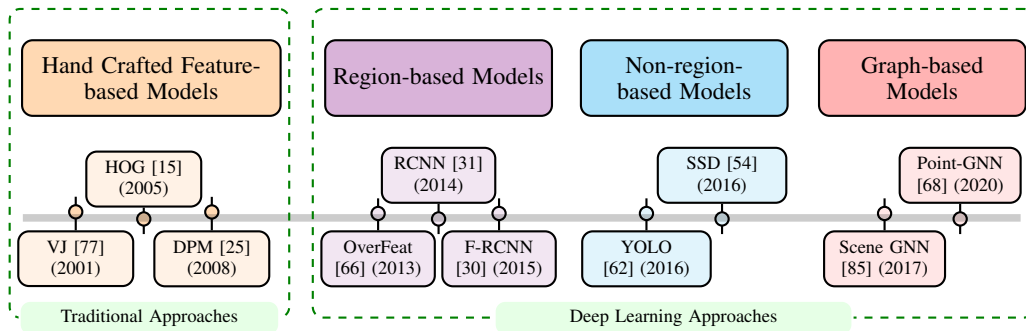 Hand Crafted Feature-
based Models
Region-based Models
Non-region-
based Models
Graph-based
Models
HOG [15]
(2005)
RCNN [31]
(2014)
SSD [54]
(2016)
Point-GNN
[68] (2020)
VJ [77]
(2001)
DPM [25]
(2008)
OverFeat
[66] (2013)
F-RCNN
[30] (2015)
YOLO
[62] (2016)
Scene GNN
[85] (2017)
Traditional Approaches
Deep Learning Approaches